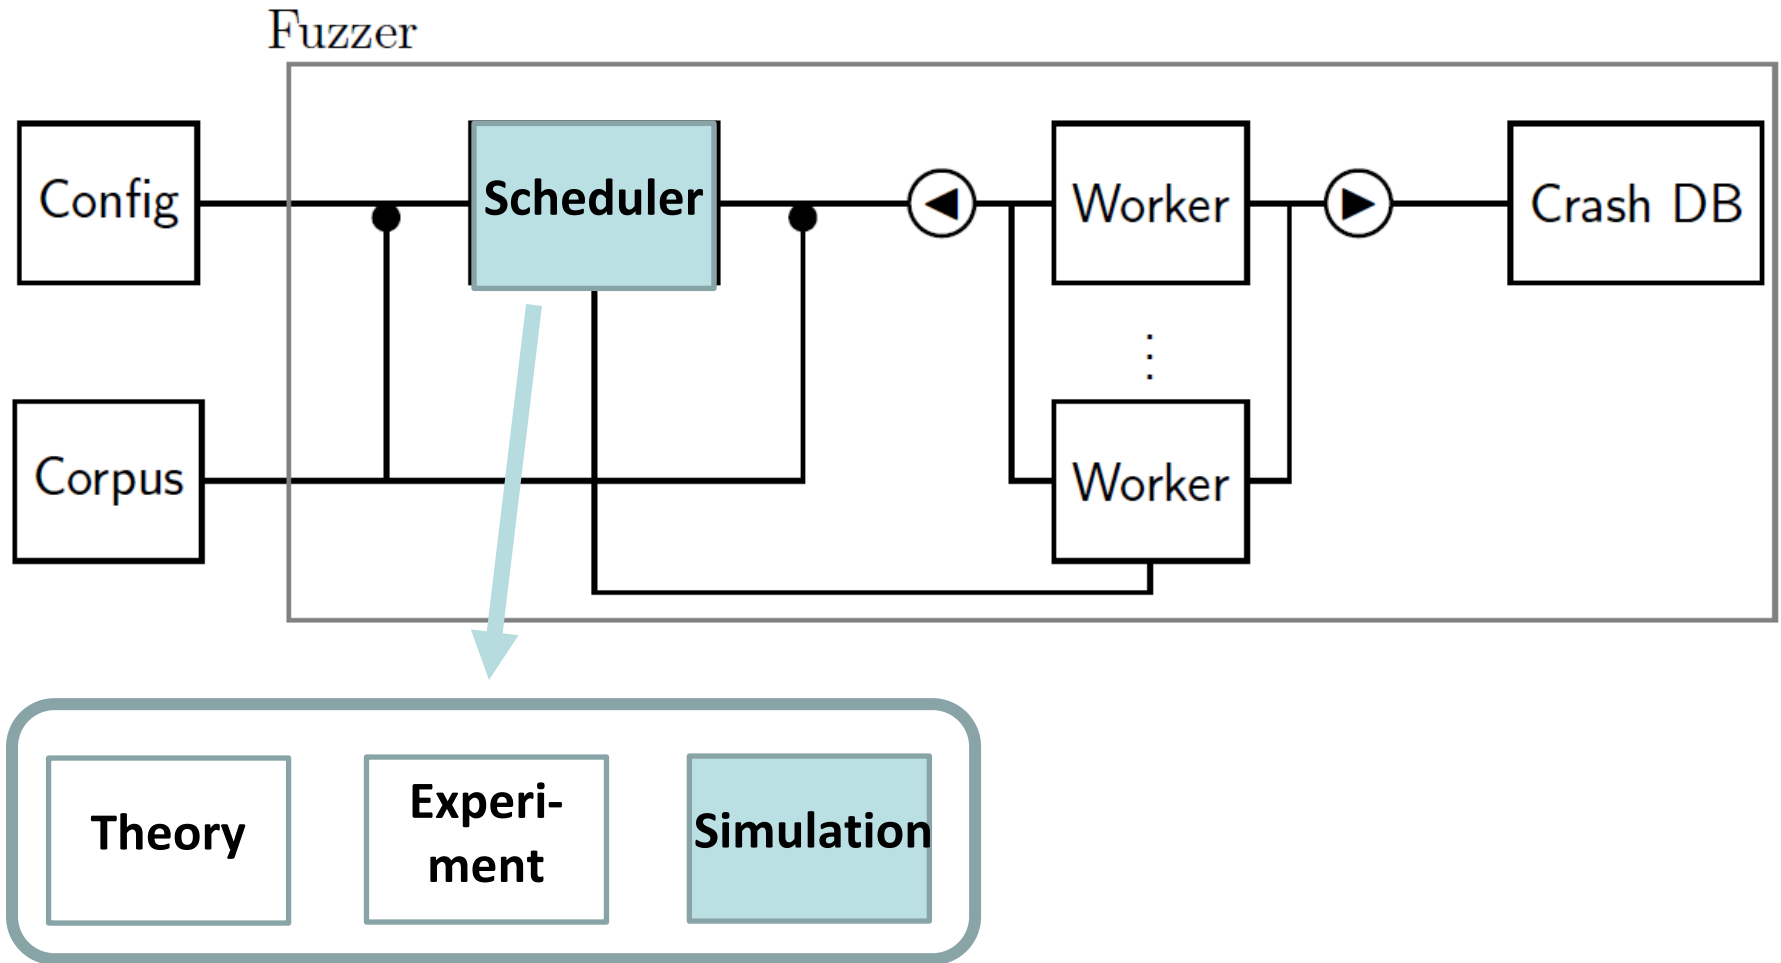 Fuzzer
Config
Scheduler
Worker
Crash DB
⋮
Corpus
Worker
Theory
Experi-
ment
Simulation